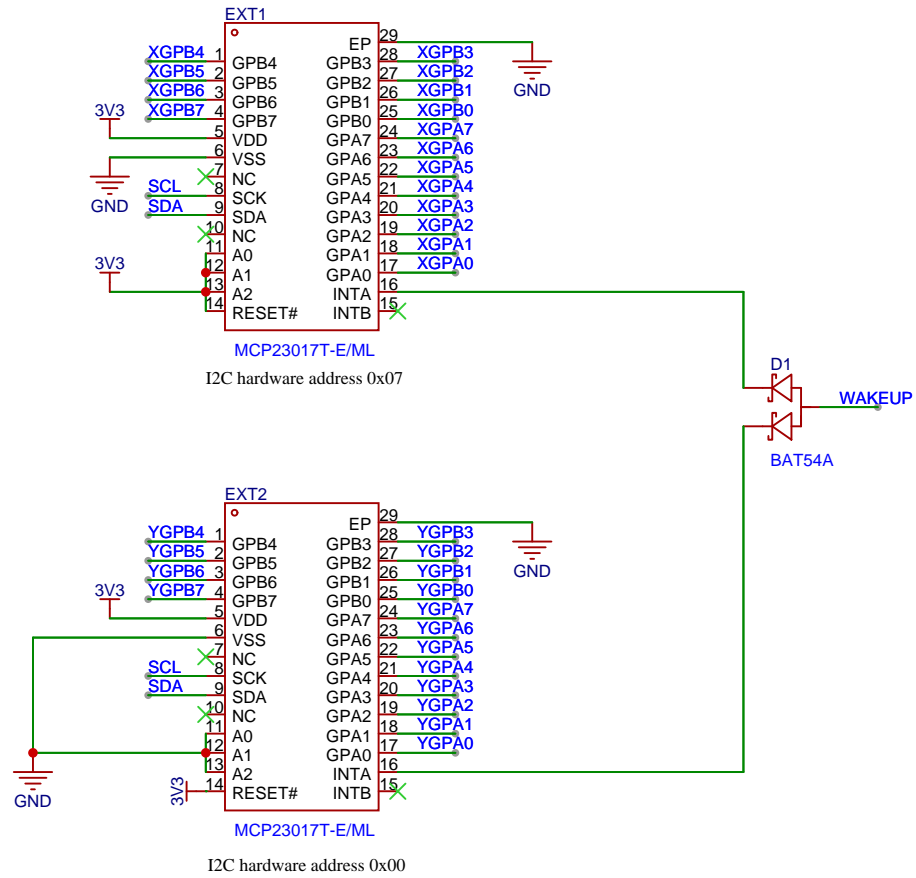 EXT1
EP 29
XGPB4 1 GPB4 GPB3 28 XGPB3
XGPB5 2 GPB5 GPB2 27 XGPB2
XGPB6 3 GPB6 GPB1 26 XGPB1
XGPB7 4 GPB7 GPB0 25 XGPB0
3V3 5 VDD GPA7 24 XGPA7
6 VSS GPA6 23 XGPA6
7 NC GPA5 22 XGPA5
SCL 8 SCK GPA4 21 XGPA4
SDA 9 SDA GPA3 20 XGPA3
10 NC GPA2 19 XGPA2
11 A0 GPA1 18 XGPA1
12 A1 GPA0 17 XGPA0
3V3 13 A2 INTA 16
14 RESET# INTB 15
GND
GND
MCP23017T-E/ML
I2C hardware address 0x07
D1
WAKEUP
BAT54A
EXT2
EP 29
YGPB4 1 GPB4 GPB3 28 YGPB3
YGPB5 2 GPB5 GPB2 27 YGPB2
YGPB6 3 GPB6 GPB1 26 YGPB1
YGPB7 4 GPB7 GPB0 25 YGPB0
3V3 5 VDD GPA7 24 YGPA7
6 VSS GPA6 23 YGPA6
7 NC GPA5 22 YGPA5
SCL 8 SCK GPA4 21 YGPA4
SDA 9 SDA GPA3 20 YGPA3
10 NC GPA2 19 YGPA2
11 A0 GPA1 18 YGPA1
12 A1 GPA0 17 YGPA0
13 A2 INTA 16
3V3 14 RESET# INTB 15
GND
GND
MCP23017T-E/ML
I2C hardware address 0x00